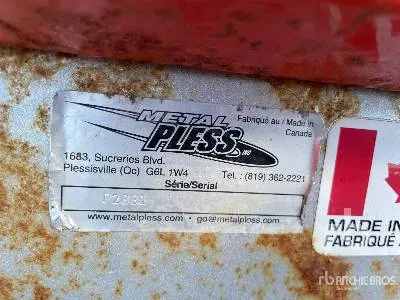 METAL
PLESS INC
Fabriqué au / Made in
Canada
1683, Sucreries Blvd.
Plessisville (Qc) G6L 1W4
Tel. : (819) 362-2221
Série/Serial
www.metalpless.com • go@metalpless.com
MADE IN
FABRIQUÉ A
rb RITCHIE BROS